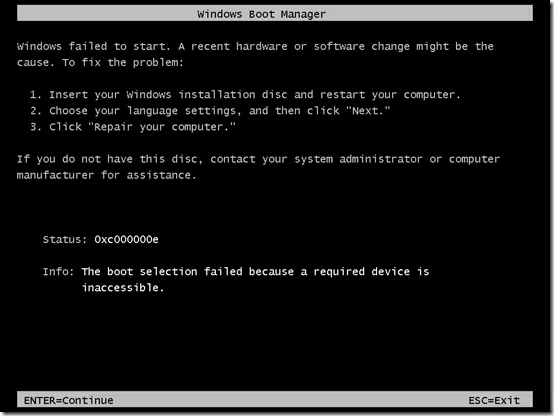 Windows Boot Manager
Windows failed to start. A recent hardware or software change might be the
cause. To fix the problem:
1. Insert your Windows installation disc and restart your computer.
2. Choose your language settings, and then click "Next."
3. Click "Repair your computer."
If you do not have this disc, contact your system administrator or computer
manufacturer for assistance.
Status: 0xc000000e
Info: The boot selection failed because a required device is
inaccessible.
ENTER=Continue ESC=Exit